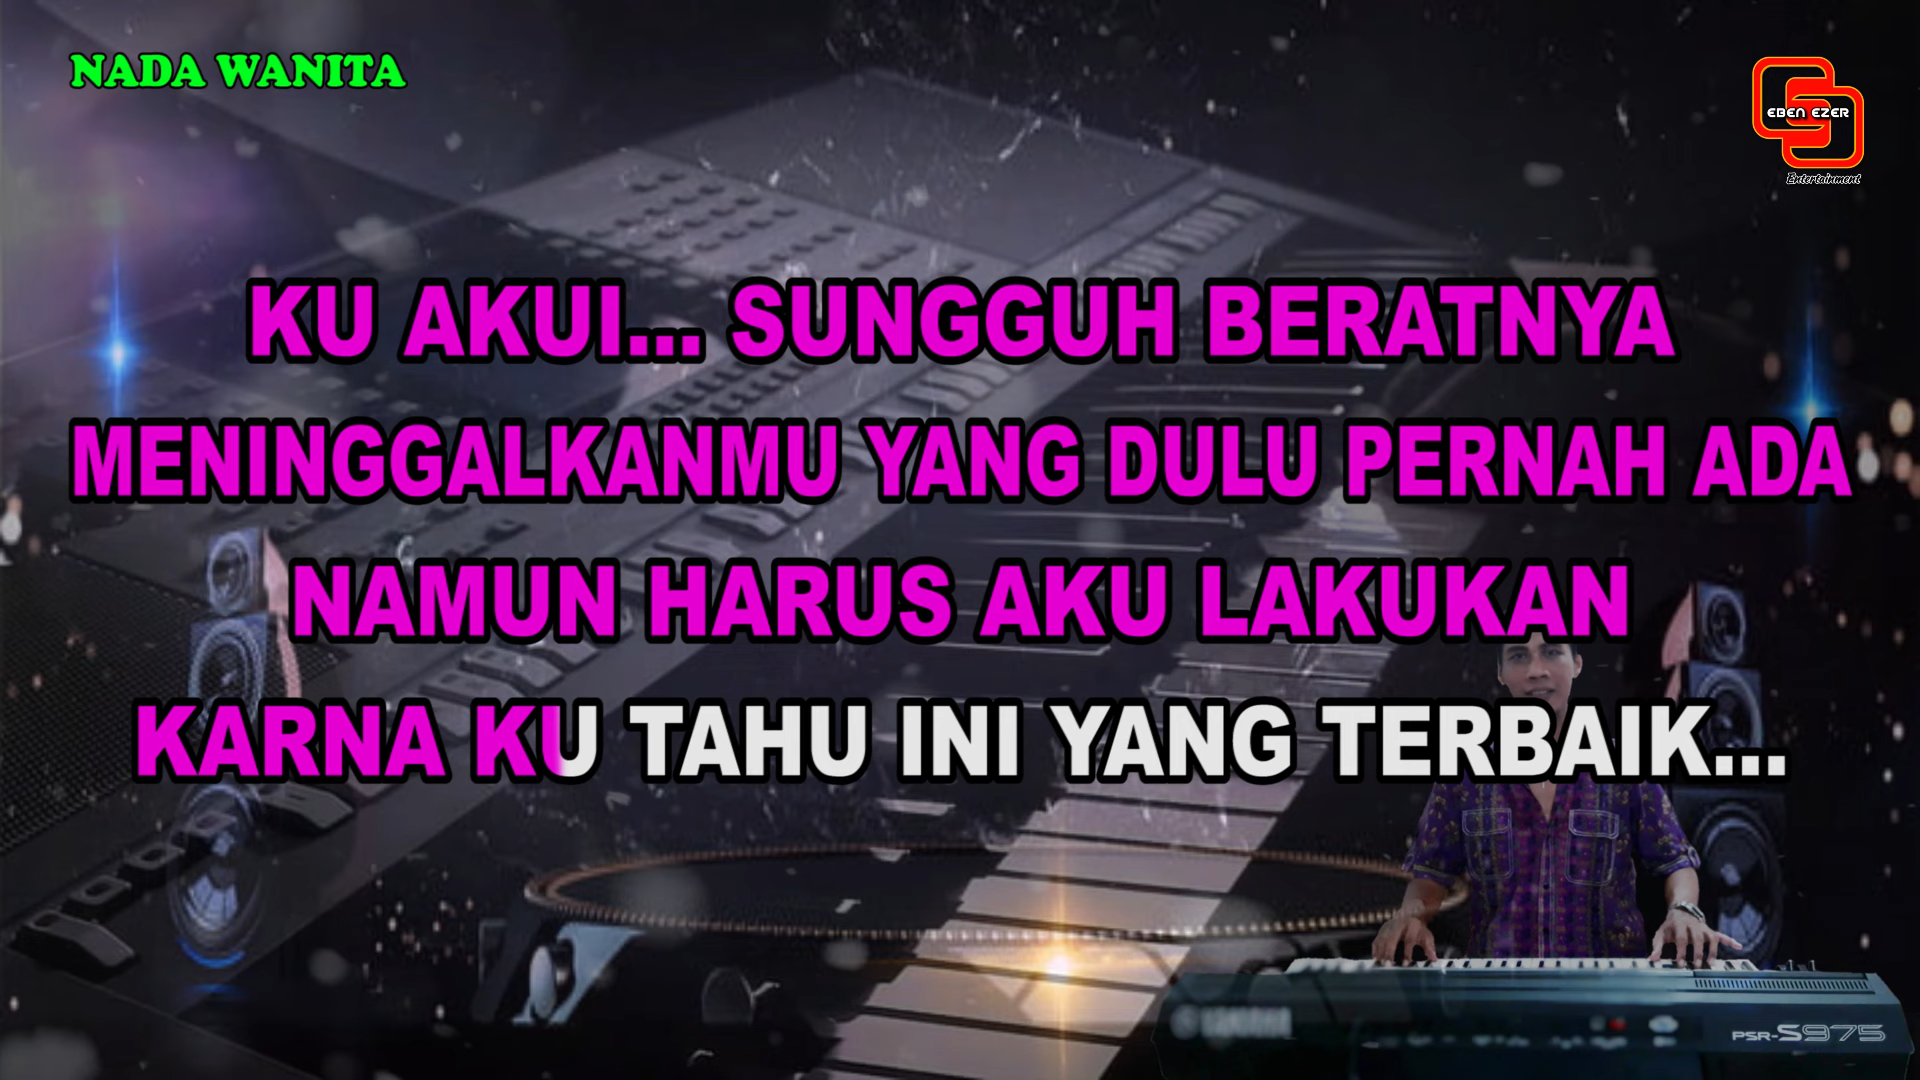 NADA WANITA
EBEN EZER
Entertainment
KU AKUI... SUNGGUH BERATNYA
MENINGGALKANMU YANG DULU PERNAH ADA
NAMUN HARUS AKU LAKUKAN
KARNA KU TAHU INI YANG TERBAIK...
YAMAHA
PSR-S975